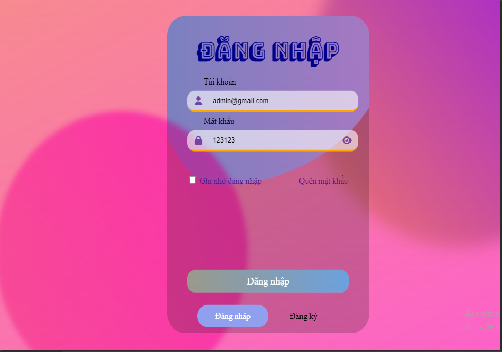 ĐĂNG NHẬP
Tài khoản
admin@gmail.com
Mật khẩu
123123
Ghi nhớ đăng nhập Quên mật khẩu
Đăng nhập
Đăng nhập Đăng ký